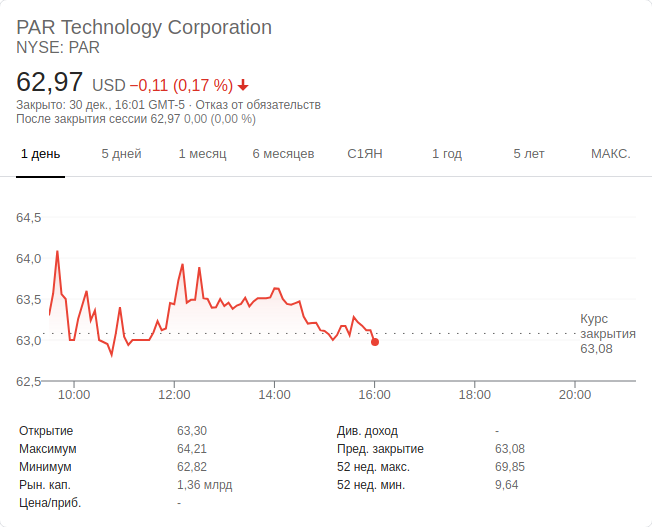 PAR Technology Corporation
NYSE: PAR
62,97 USD −0,11 (0,17 %)
Закрыто: 30 дек., 16:01 GMT-5 · Отказ от обязательств
После закрытия сессии 62,97 0,00 (0,00 %)
1 день 5 дней 1 месяц 6 месяцев С1ЯН 1 год 5 лет МАКС.
64,5
64,0
63,5
63,0
62,5
Курс
закрытия
63,08
10:00 12:00 14:00 16:00 18:00 20:00
Открытие 63,30 Див. доход -
Максимум 64,21 Пред. закрытие 63,08
Минимум 62,82 52 нед. макс. 69,85
Рын. кап. 1,36 млрд 52 нед. мин. 9,64
Цена/приб. -